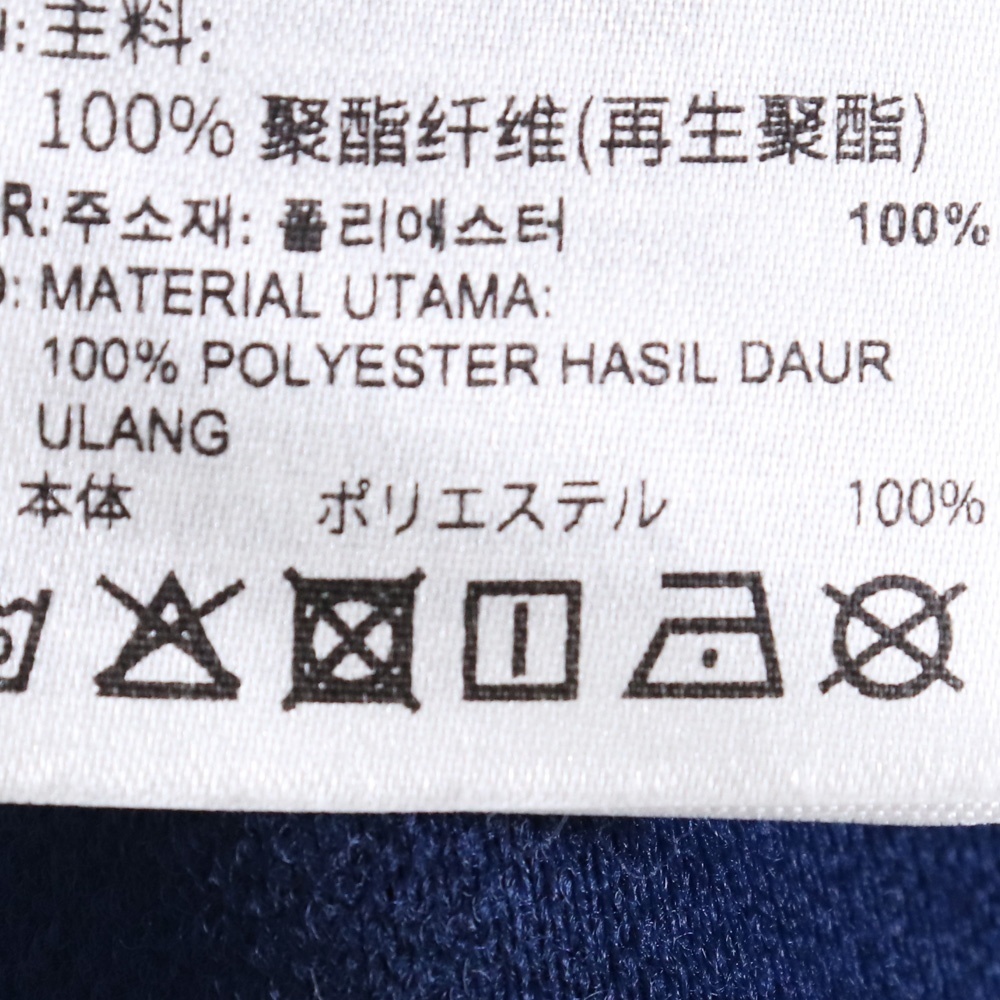 主料:
100% 聚酯纤维(再生聚酯)
R: 주소재: 폴리에스터 100%
: MATERIAL UTAMA:
100% POLYESTER HASIL DAUR
ULANG
本体 ポリエステル 100%